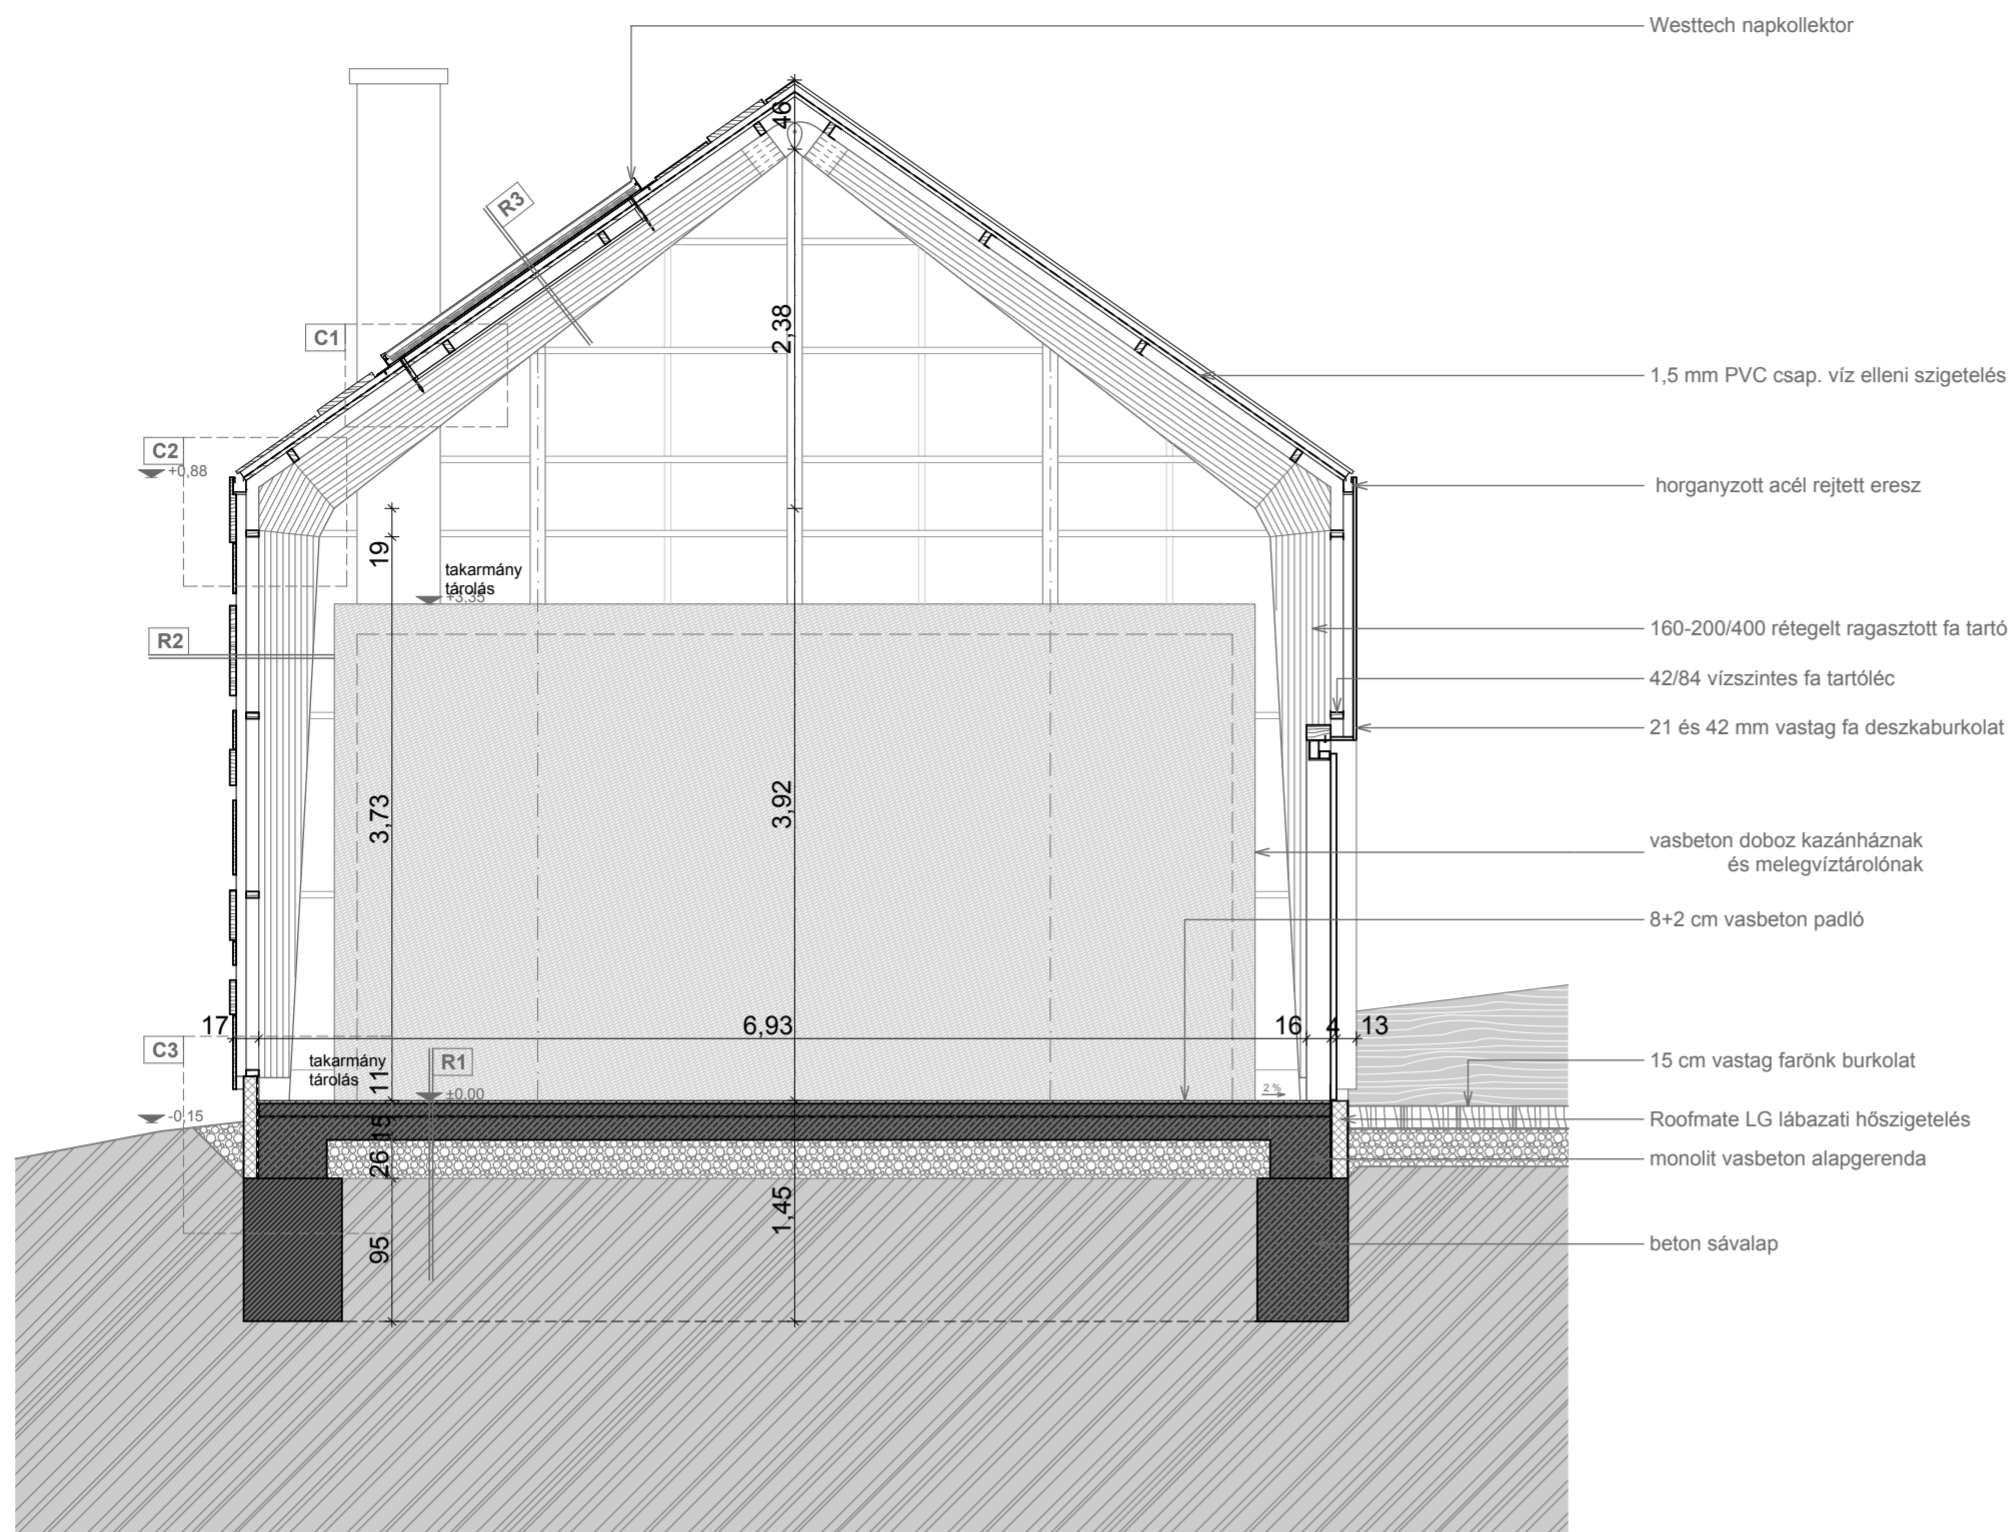 Westtech napkollektor
46
R3
2,38
C1
1,5 mm PVC csap. víz elleni szigetelés
C2
+0,88
horganyzott acél rejtett eresz
19
takarmány
tárolás
+3,35
R2
160-200/400 rétegelt ragasztott fa tartó
42/84 vízszintes fa tartóléc
21 és 42 mm vastag fa deszkaburkolat
3,73
3,92
vasbeton doboz kazánháznak
és melegvíztárolónak
8+2 cm vasbeton padló
17
6,93
16
4
13
C3
takarmány
tárolás
R1
15 cm vastag farönk burkolat
11
±0,00
2 %
-0,15
15
Roofmate LG lábazati hőszigetelés
26
monolit vasbeton alapgerenda
1,45
95
beton sávalap